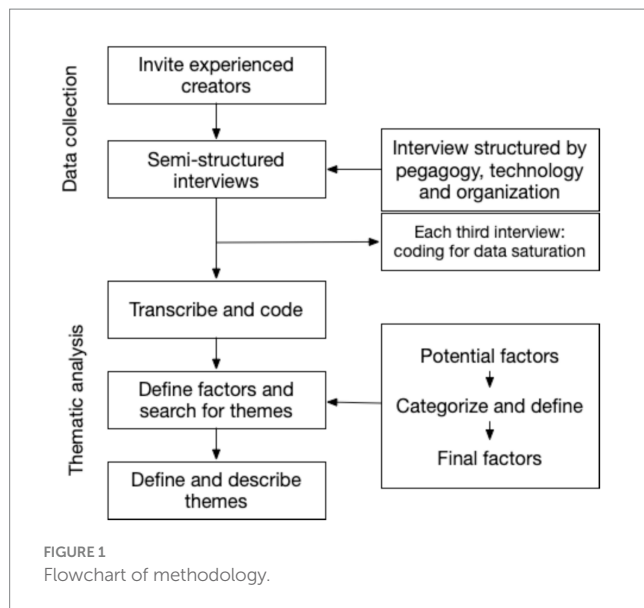 Data collection
Invite experienced
creators
Semi-structured
interviews
Interview structured by
pegagogy, technology
and organization
Each third interview:
coding for data saturation
Thematic analysis
Transcribe and code
Define factors and
search for themes
Define and describe
themes
Potential factors
Categorize and define
Final factors
FIGURE 1
Flowchart of methodology.